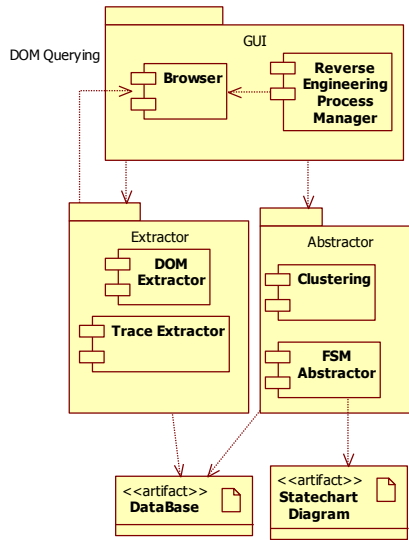 GUI
DOM Querying
Browser
Reverse
Engineering
Process
Manager
Extractor
DOM
Extractor
Trace Extractor
Abstractor
Clustering
FSM
Abstractor
<<artifact>>
DataBase
<<artifact>>
Statechart
Diagram